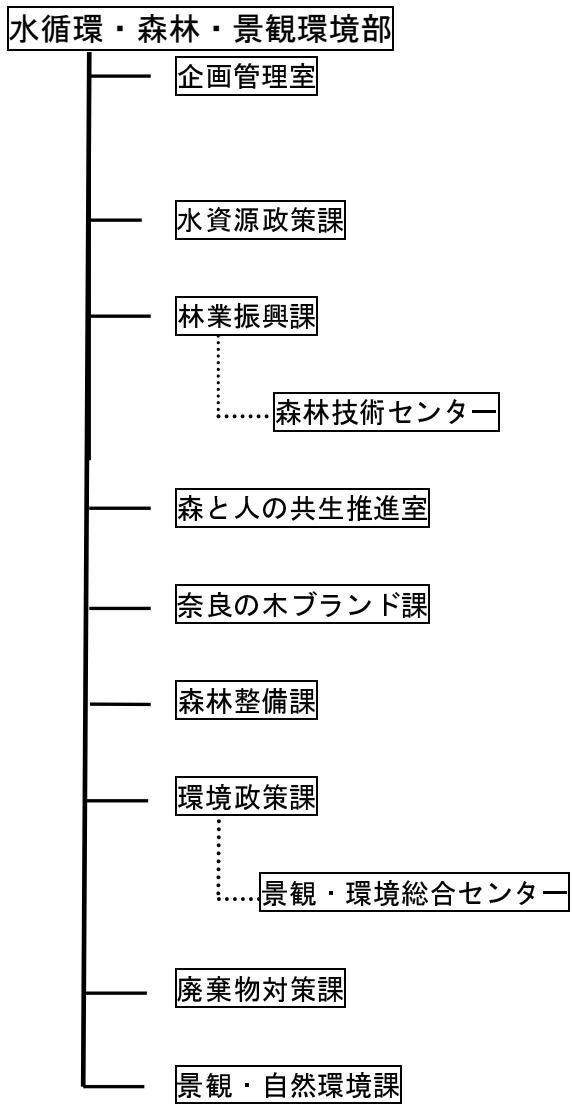 水循環・森林・景観環境部
企画管理室
水資源政策課
林業振興課
森林技術センター
森と人の共生推進室
奈良の木ブランド課
森林整備課
環境政策課
景観・環境総合センター
廃棄物対策課
景観・自然環境課